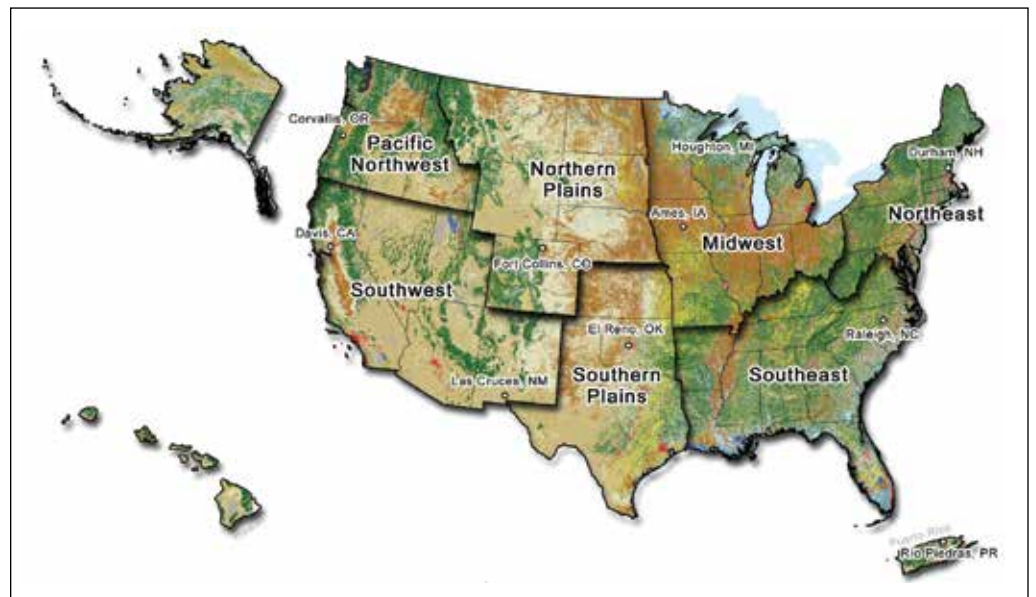 Corvallis, OR
Pacific
Northwest
Northern
Plains
Houghton, MI
Durham, NH
Northeast
Ames, IA
Midwest
Davis, CA
Fort Collins, CO
Southwest
El Reno, OK
Raleigh, NC
Las Cruces, NM
Southern
Plains
Southeast
Puerto Rico
Rio Piedras, PR